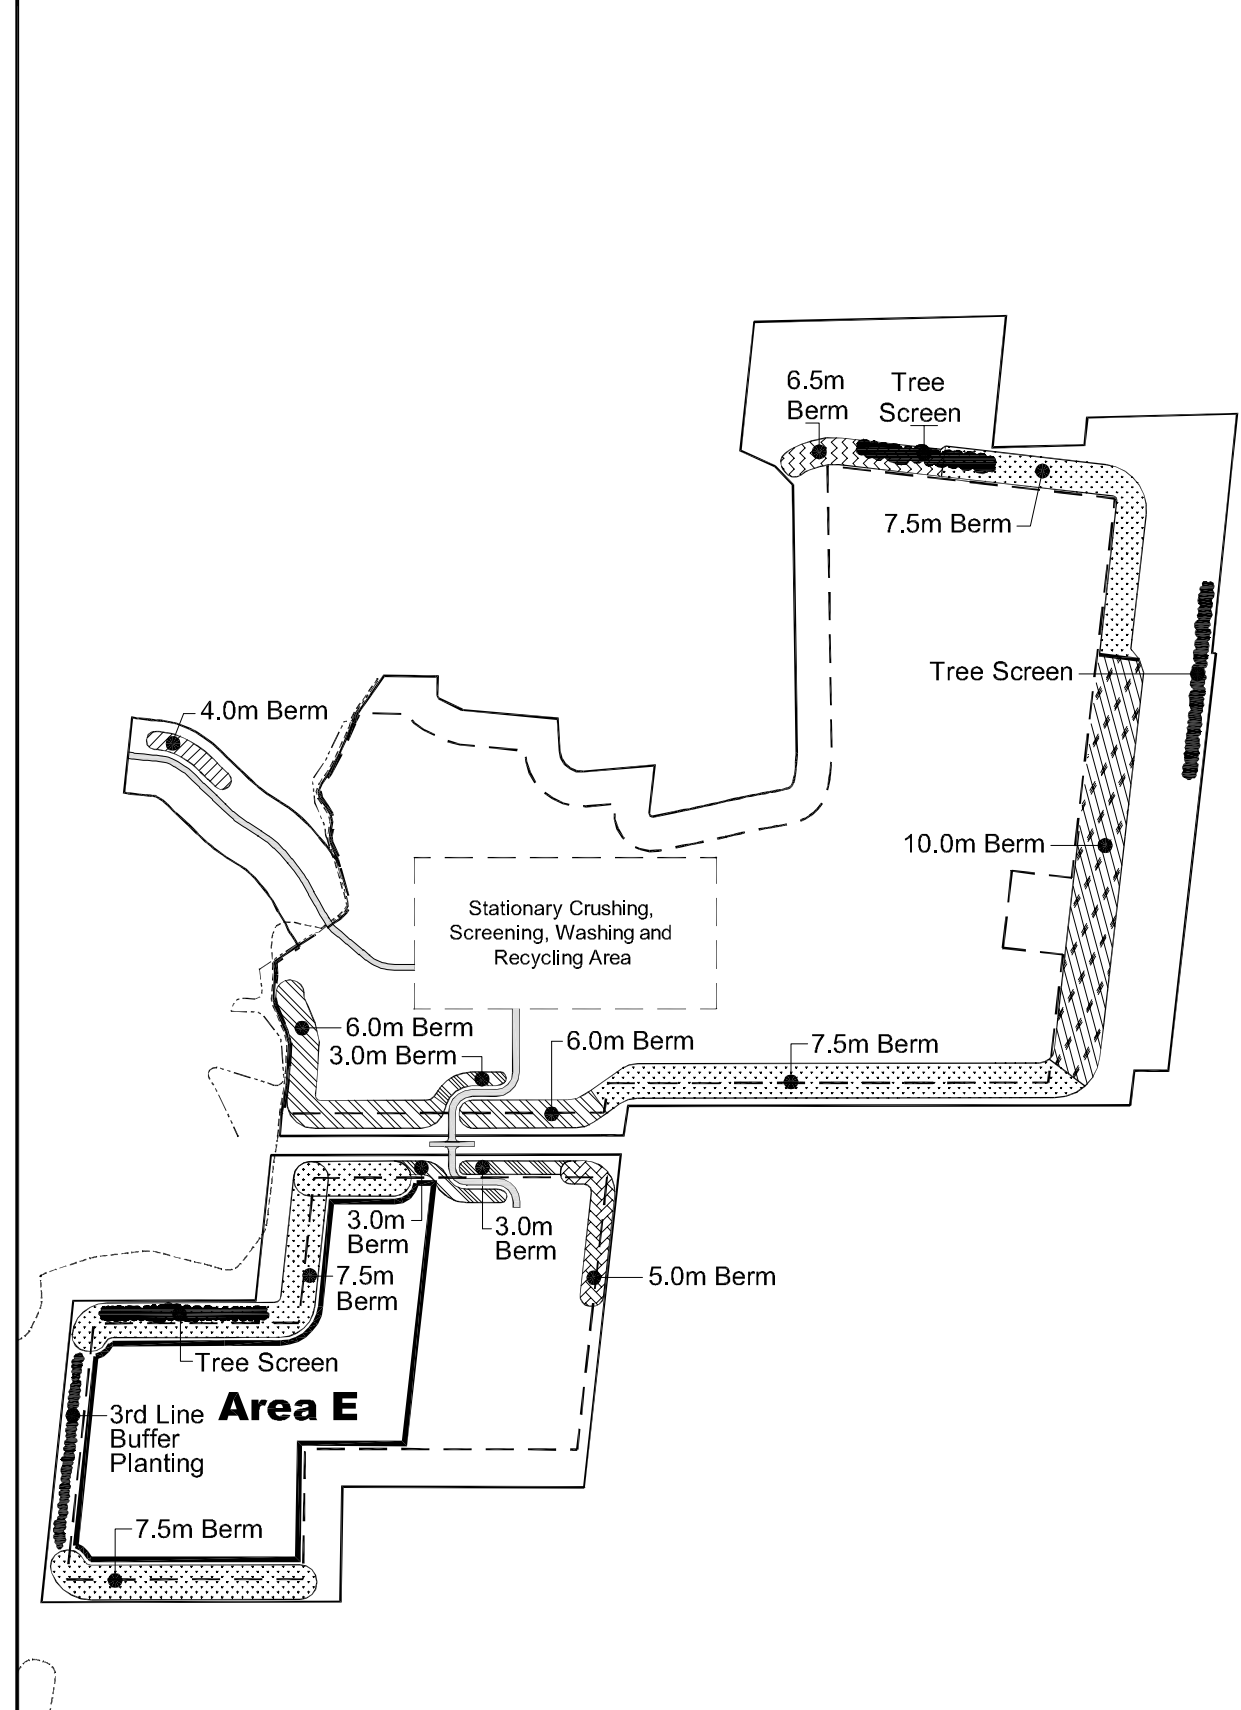 6.5m
Berm
Tree
Screen
7.5m Berm
Tree Screen
4.0m Berm
10.0m Berm
Stationary Crushing,
Screening, Washing and
Recycling Area
6.0m Berm
3.0m Berm
6.0m Berm
7.5m Berm
3.0m
Berm
3.0m
Berm
7.5m
Berm
5.0m Berm
Tree Screen
Area E
3rd Line
Buffer
Planting
7.5m Berm